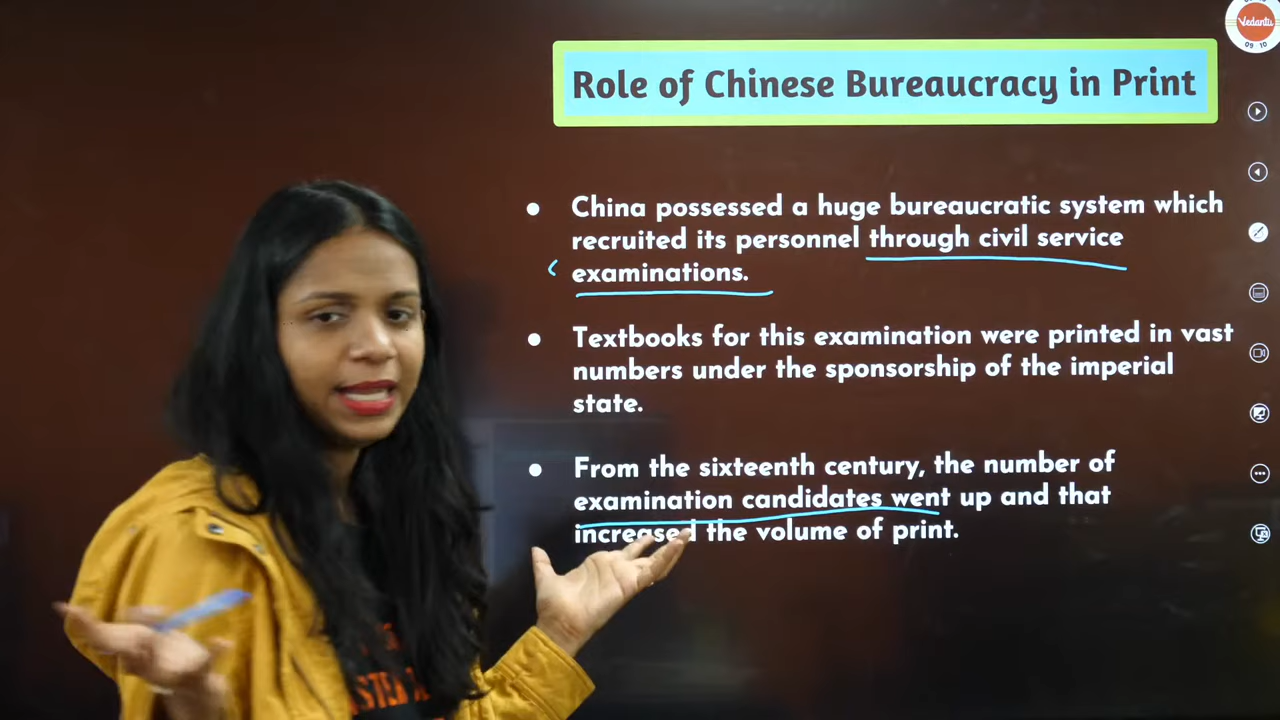 Vedantu
09 10
Role of Chinese Bureaucracy in Print
● China possessed a huge bureaucratic system which
recruited its personnel through civil service
examinations.
● Textbooks for this examination were printed in vast
numbers under the sponsorship of the imperial
state.
● From the sixteenth century, the number of
examination candidates went up and that
increased the volume of print.